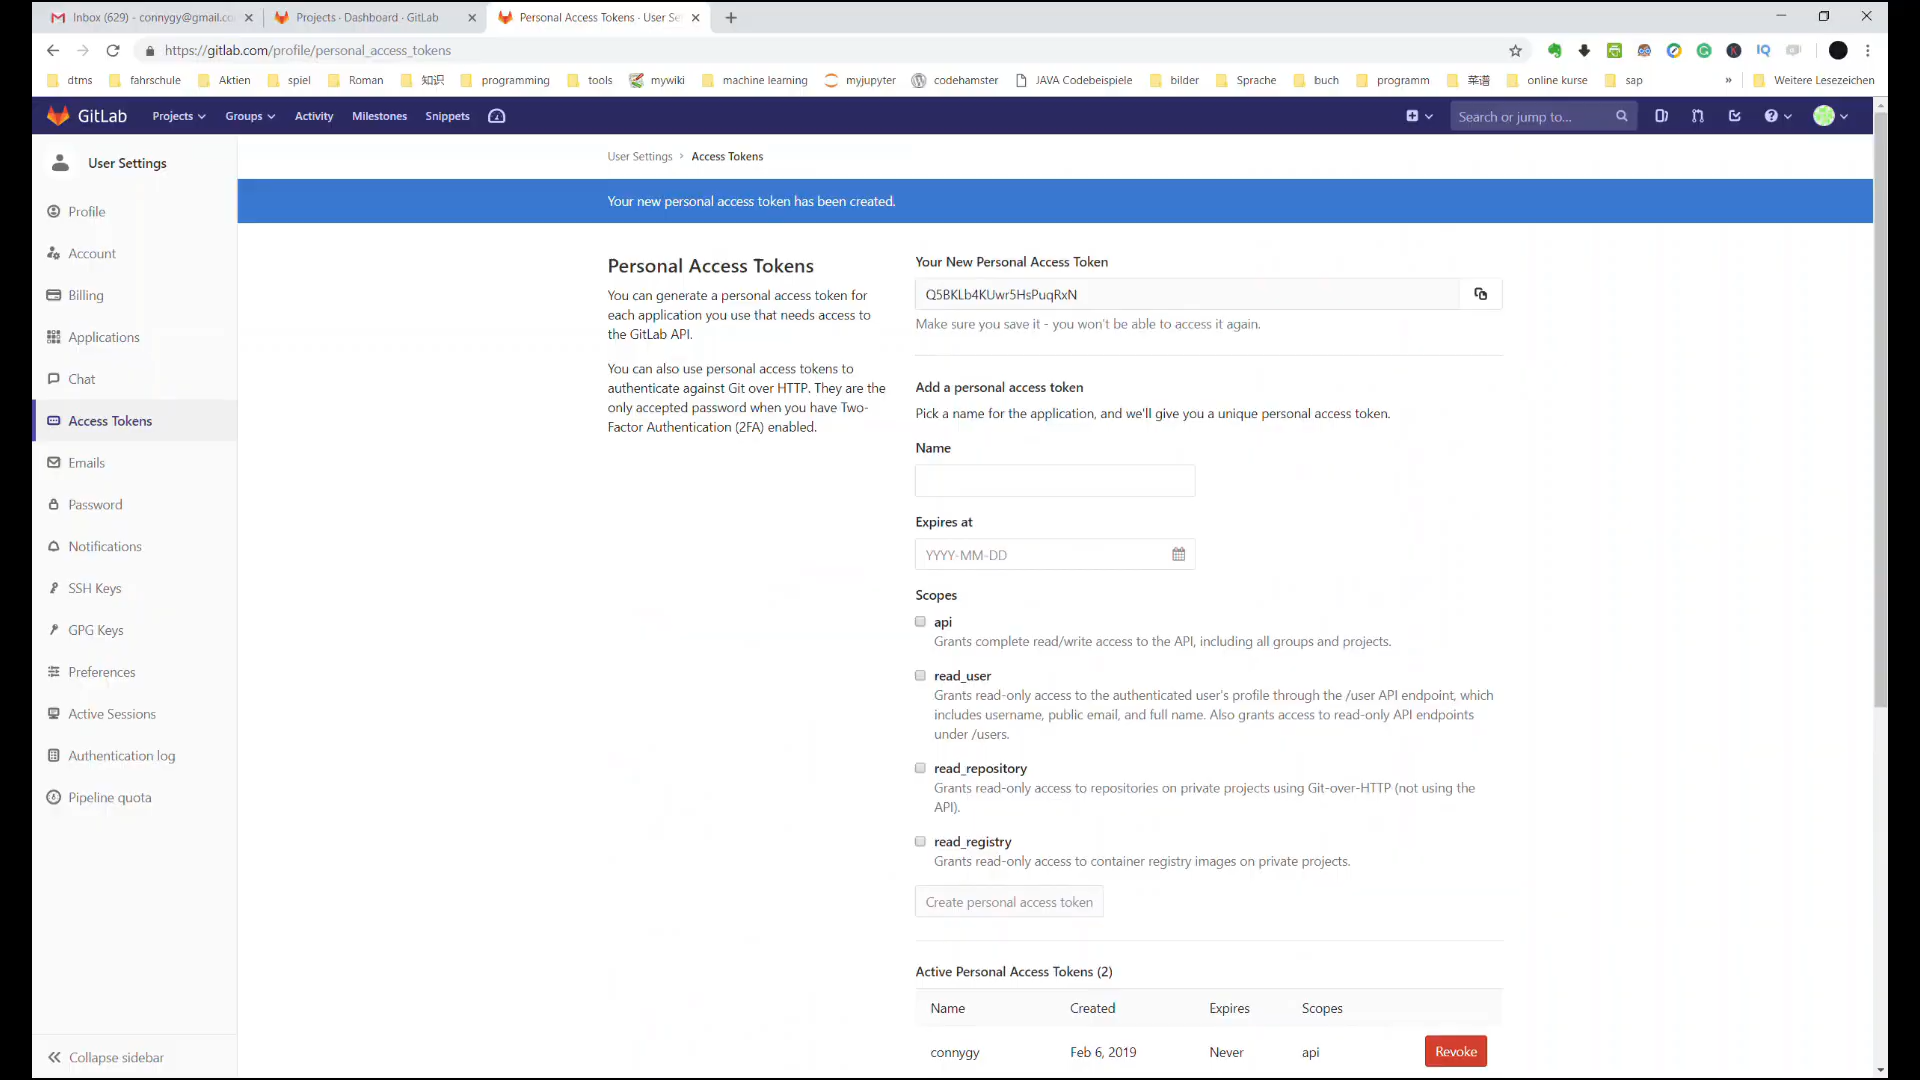 Inbox (629) - connygy@gmail.co
Projects · Dashboard · GitLab
Personal Access Tokens · User Se
https://gitlab.com/profile/personal_access_tokens
dtms fahrschule Aktien spiel Roman 知识 programming tools mywiki machine learning myjupyter codehamster JAVA Codebeispiele bilder Sprache buch programm 菜谱 online kurse sap » Weitere Lesezeichen
GitLab Projects Groups Activity Milestones Snippets Search or jump to...
User Settings
Profile
Account
Billing
Applications
Chat
Access Tokens
Emails
Password
Notifications
SSH Keys
GPG Keys
Preferences
Active Sessions
Authentication log
Pipeline quota
Collapse sidebar
User Settings › Access Tokens
Your new personal access token has been created.
Personal Access Tokens
You can generate a personal access token for
each application you use that needs access to
the GitLab API.
You can also use personal access tokens to
authenticate against Git over HTTP. They are the
only accepted password when you have Two-
Factor Authentication (2FA) enabled.
Your New Personal Access Token
Q5BKLb4KUwr5HsPuqRxN
Make sure you save it - you won't be able to access it again.
Add a personal access token
Pick a name for the application, and we'll give you a unique personal access token.
Name
Expires at
YYYY-MM-DD
Scopes
api
Grants complete read/write access to the API, including all groups and projects.
read_user
Grants read-only access to the authenticated user's profile through the /user API endpoint, which
includes username, public email, and full name. Also grants access to read-only API endpoints
under /users.
read_repository
Grants read-only access to repositories on private projects using Git-over-HTTP (not using the
API).
read_registry
Grants read-only access to container registry images on private projects.
Create personal access token
Active Personal Access Tokens (2)
Name Created Expires Scopes
connygy Feb 6, 2019 Never api Revoke